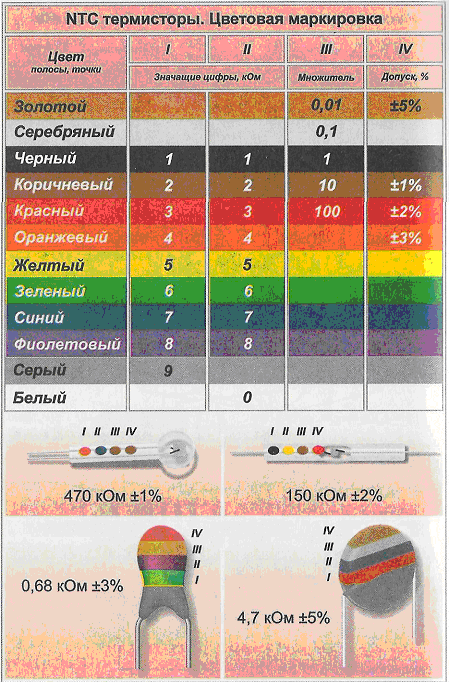 NTC термисторы. Цветовая маркировка
Цвет полосы, точки I II III IV
Значащие цифры, кОм Множитель Допуск, %
Золотой 0,01 ±5%
Серебряный 0,1
Черный 1 1 1
Коричневый 2 2 10 ±1%
Красный 3 3 100 ±2%
Оранжевый 4 4 ±3%
Желтый 5 5
Зеленый 6 6
Синий 7 7
Фиолетовый 8 8
Серый 9
Белый 0
I II III IV
470 кОм ±1%
I II III IV
150 кОм ±2%
IV
III
II
I
0,68 кОм ±3%
IV
III
II
I
4,7 кОм ±5%